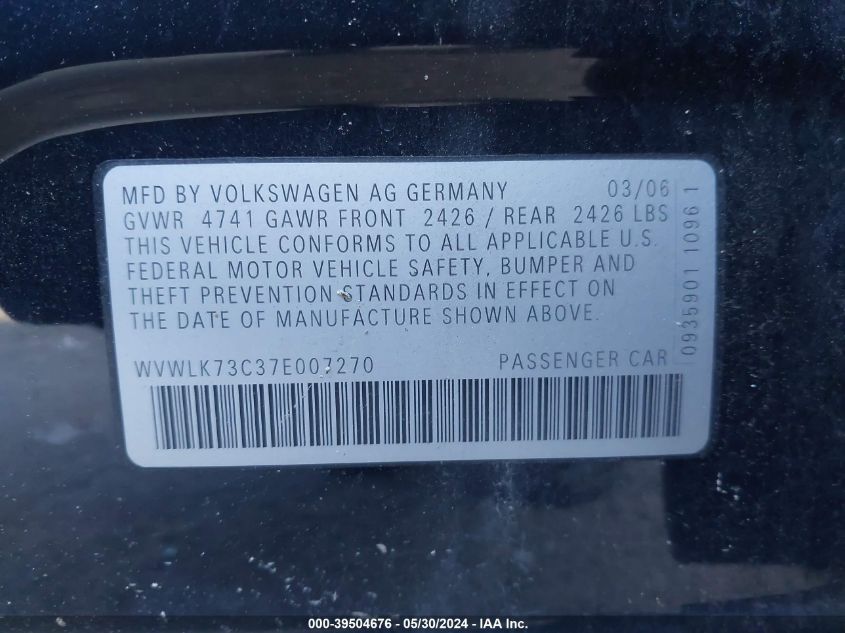 MFD BY VOLKSWAGEN AG GERMANY 03/06
GVWR 4741 GAWR FRONT 2426 / REAR 2426 LBS
THIS VEHICLE CONFORMS TO ALL APPLICABLE U.S.
FEDERAL MOTOR VEHICLE SAFETY, BUMPER AND
THEFT PREVENTION STANDARDS IN EFFECT ON
THE DATE OF MANUFACTURE SHOWN ABOVE.
WVWLK73C37E007270 PASSENGER CAR
0935901 1096 1
000-39504676 - 05/30/2024 - IAA Inc.